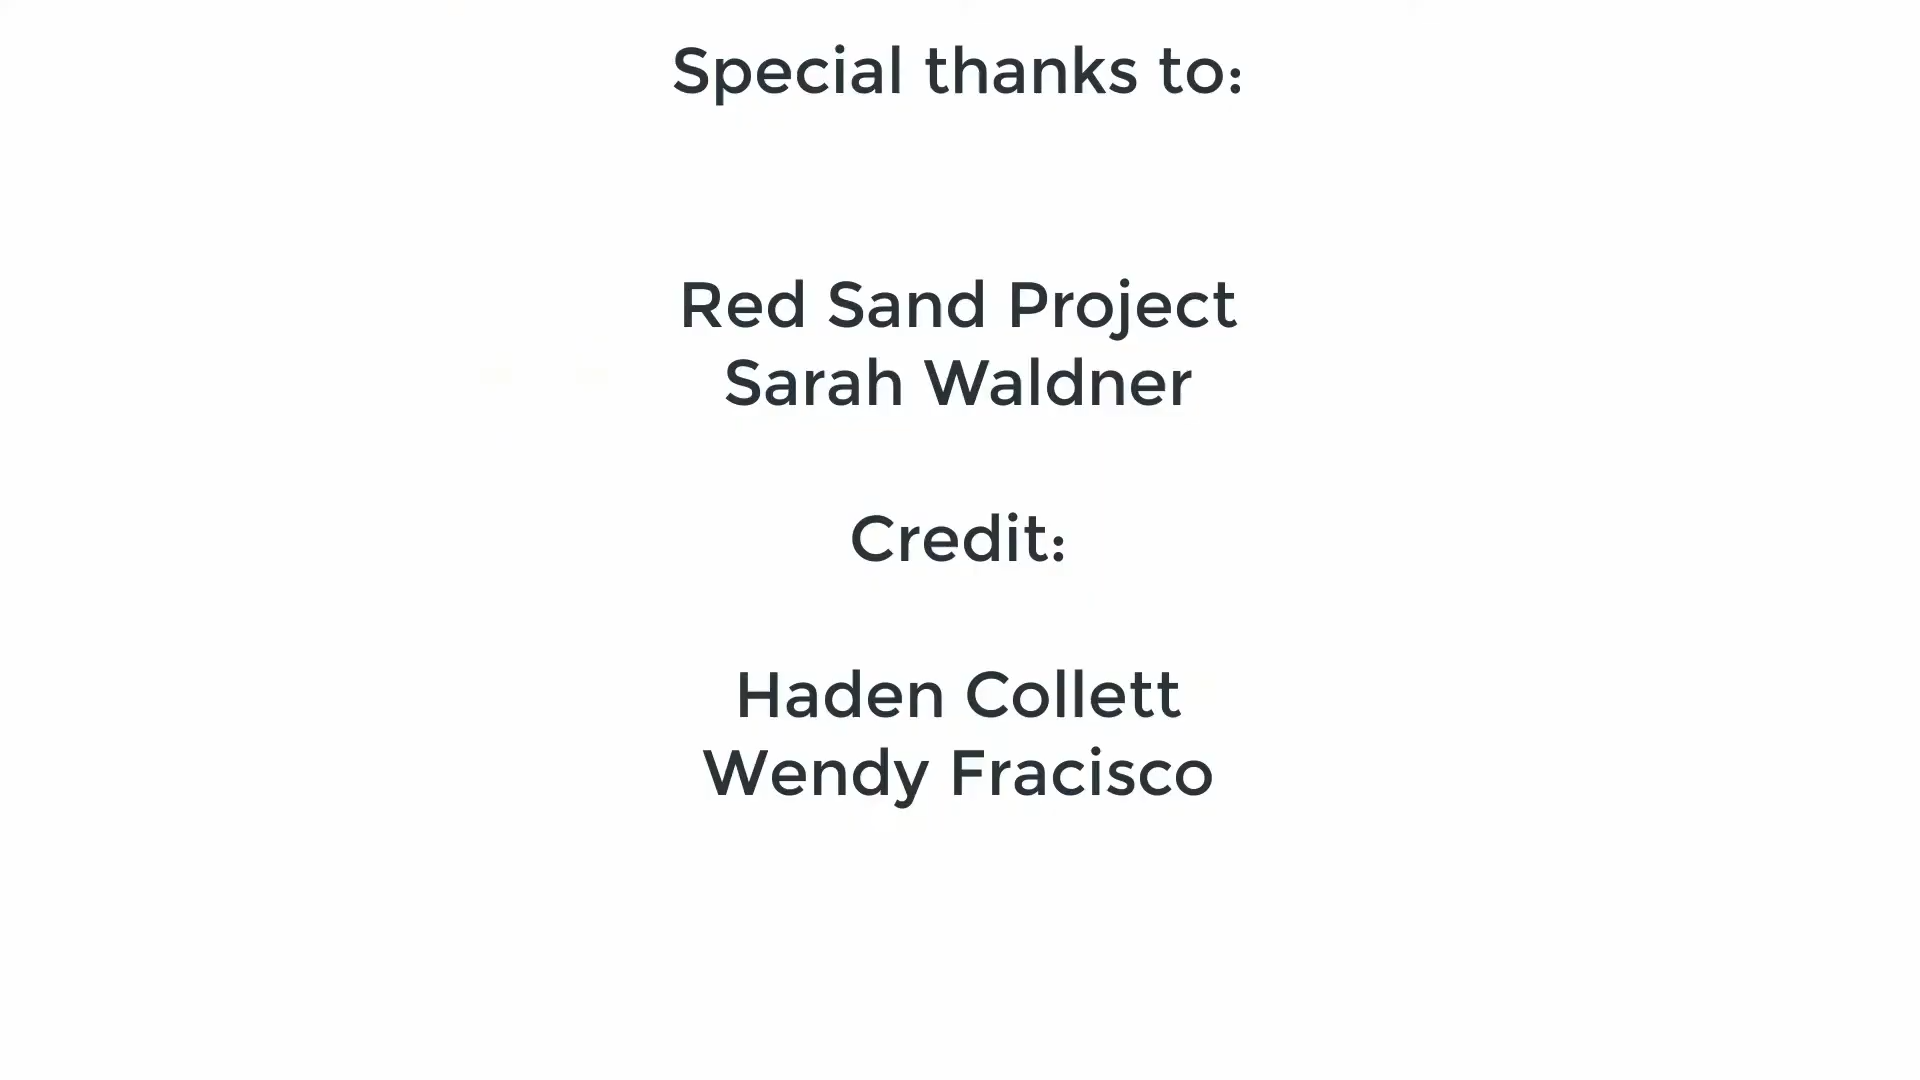 Special thanks to:
Red Sand Project
Sarah Waldner
Credit:
Haden Collett
Wendy Fracisco